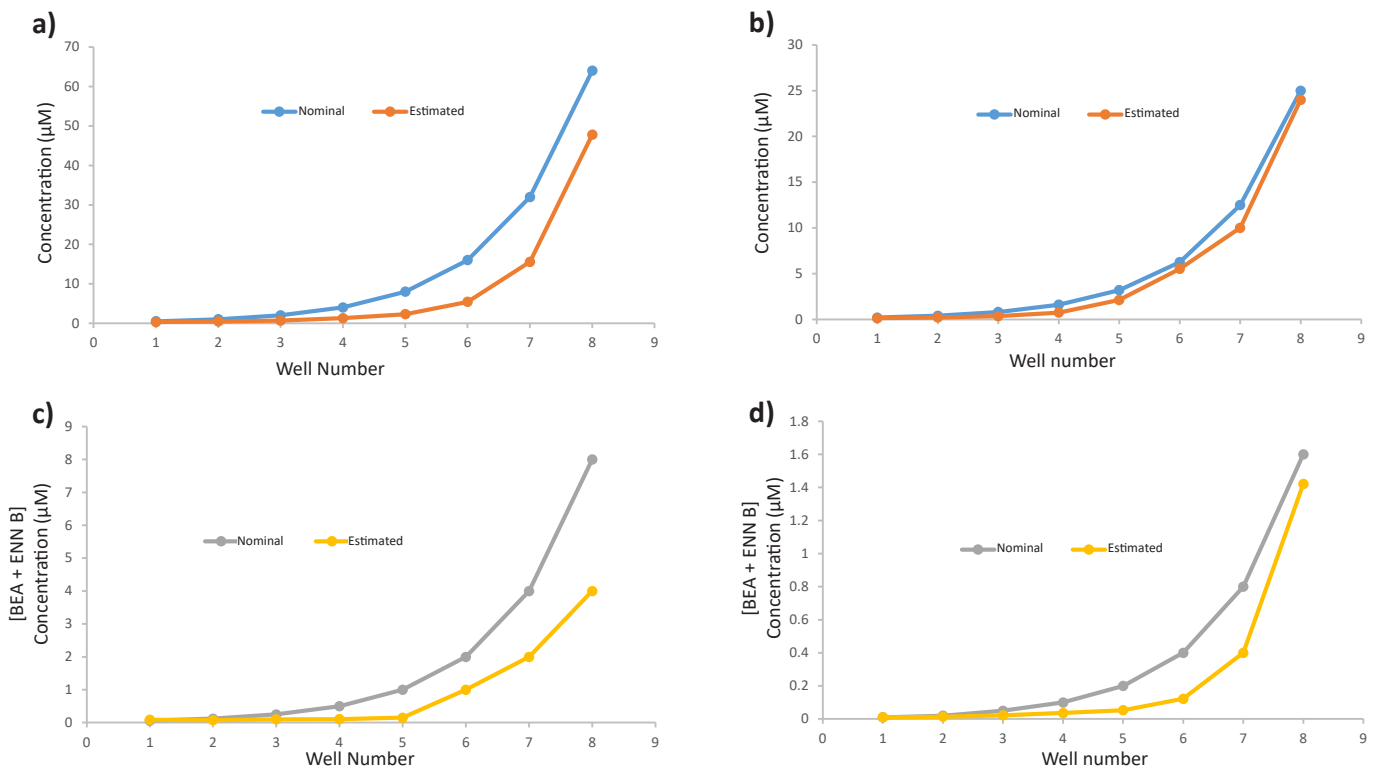 a)
70
60
50
40
30
20
10
0
Concentration (µM)
Nominal
Estimated
0 1 2 3 4 5 6 7 8 9
Well Number
b)
30
25
20
15
10
5
0
Concentration (µM)
Nominal
Estimated
0 1 2 3 4 5 6 7 8 9
Well number
c)
9
8
7
6
5
4
3
2
1
0
[BEA + ENN B]
Concentration (µM)
Nominal
Estimated
0 1 2 3 4 5 6 7 8 9
Well Number
d)
1.8
1.6
1.4
1.2
1
0.8
0.6
0.4
0.2
0
[BEA + ENN B]
Concentration (µM)
Nominal
Estimated
0 1 2 3 4 5 6 7 8 9
Well number